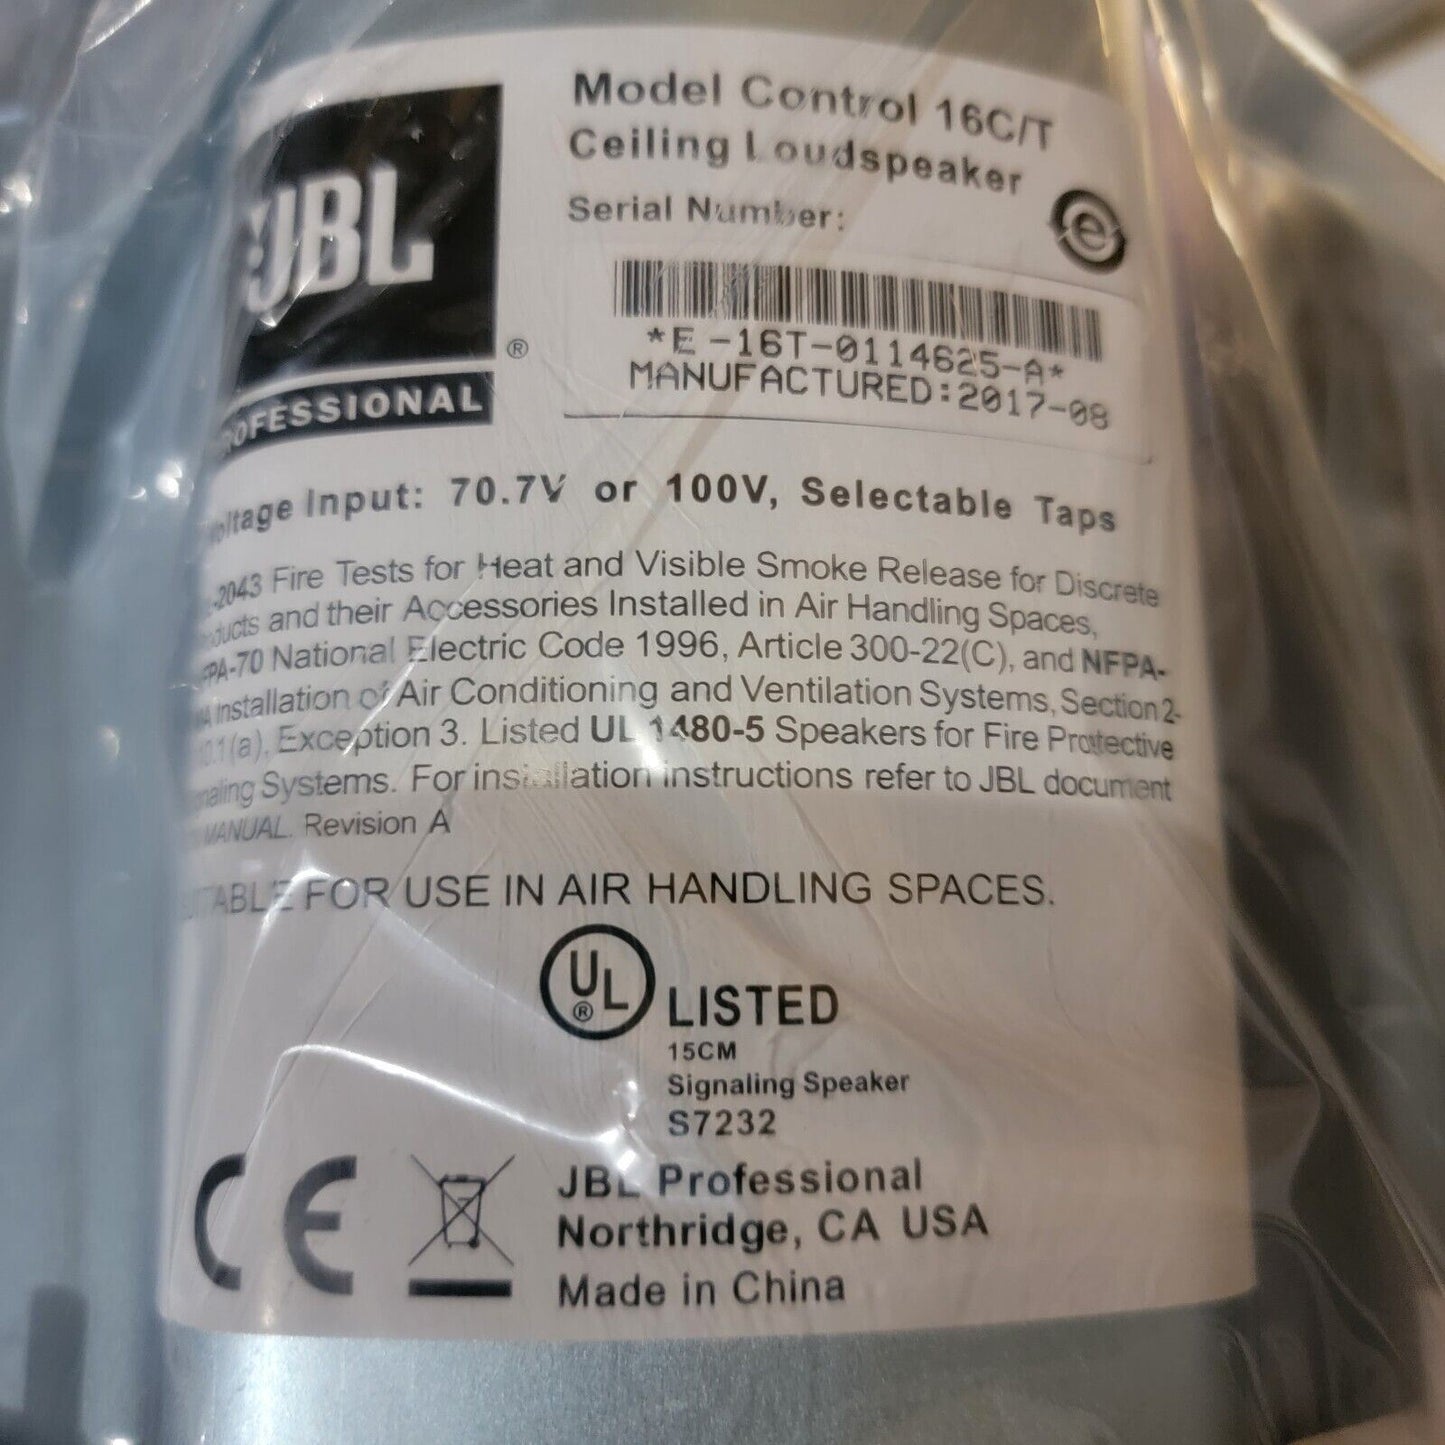 Model Control 16C/T
Ceiling Loudspeaker
Serial Number:
JBL
®
PROFESSIONAL
*E-16T-0114625-A*
MANUFACTURED:2017-08
Voltage Input: 70.7V or 100V, Selectable Taps
-2043 Fire Tests for Heat and Visible Smoke Release for Discrete
Products and their Accessories Installed in Air Handling Spaces,
NFPA-70 National Electric Code 1996, Article 300-22(C), and NFPA-
Installation of Air Conditioning and Ventilation Systems, Section 2-
10.1(a), Exception 3. Listed UL 1480-5 Speakers for Fire Protective
Signaling Systems. For installation instructions refer to JBL document
MANUAL. Revision A
SUITABLE FOR USE IN AIR HANDLING SPACES.
UL ® LISTED
15CM
Signaling Speaker
S7232
CE
JBL Professional
Northridge, CA USA
Made in China